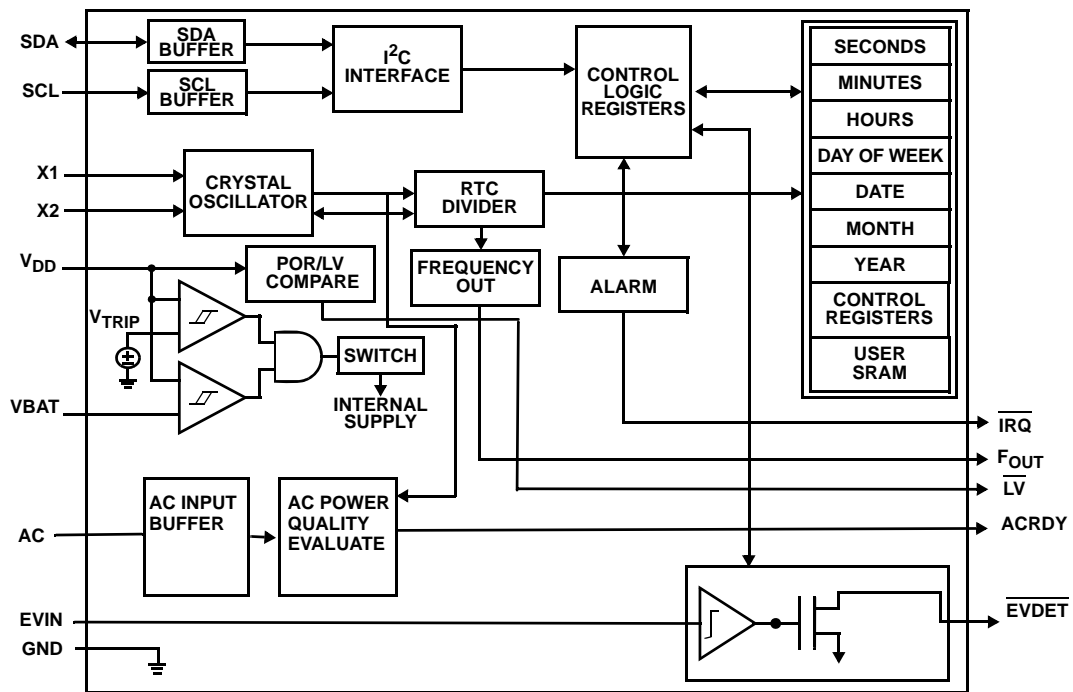 SDA
SDA
BUFFER
SCL
SCL
BUFFER
I²C
INTERFACE
CONTROL
LOGIC
REGISTERS
SECONDS
MINUTES
HOURS
DAY OF WEEK
DATE
MONTH
YEAR
CONTROL
REGISTERS
USER
SRAM
X1
X2
CRYSTAL
OSCILLATOR
RTC
DIVIDER
VDD
POR/LV
COMPARE
FREQUENCY
OUT
ALARM
VTRIP
SWITCH
INTERNAL
SUPPLY
VBAT
IRQ
FOUT
LV
AC
AC INPUT
BUFFER
AC POWER
QUALITY
EVALUATE
ACRDY
EVIN
EVDET
GND